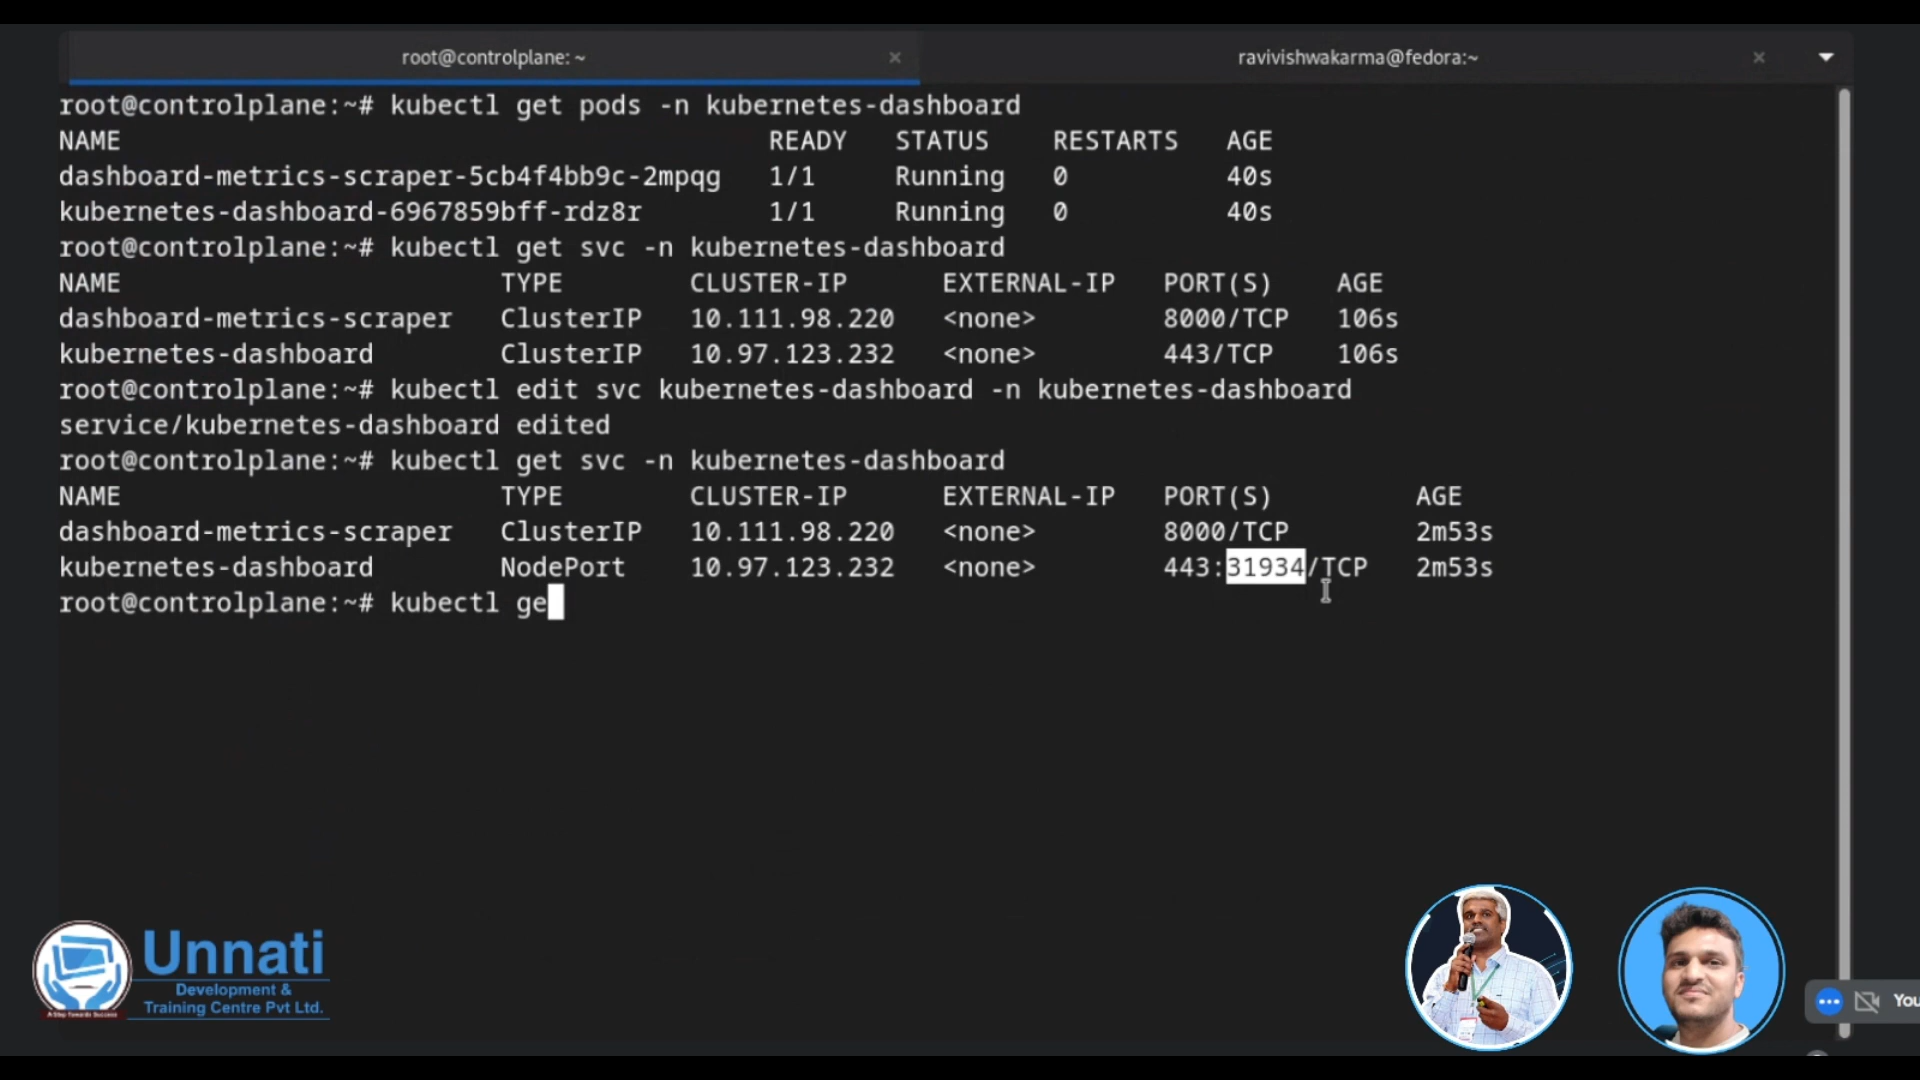 root@controlplane: ~
ravivishwakarma@fedora:~
root@controlplane:~# kubectl get pods -n kubernetes-dashboard
NAME READY STATUS RESTARTS AGE
dashboard-metrics-scraper-5cb4f4bb9c-2mpqg 1/1 Running 0 40s
kubernetes-dashboard-6967859bff-rdz8r 1/1 Running 0 40s
root@controlplane:~# kubectl get svc -n kubernetes-dashboard
NAME TYPE CLUSTER-IP EXTERNAL-IP PORT(S) AGE
dashboard-metrics-scraper ClusterIP 10.111.98.220 <none> 8000/TCP 106s
kubernetes-dashboard ClusterIP 10.97.123.232 <none> 443/TCP 106s
root@controlplane:~# kubectl edit svc kubernetes-dashboard -n kubernetes-dashboard
service/kubernetes-dashboard edited
root@controlplane:~# kubectl get svc -n kubernetes-dashboard
NAME TYPE CLUSTER-IP EXTERNAL-IP PORT(S) AGE
dashboard-metrics-scraper ClusterIP 10.111.98.220 <none> 8000/TCP 2m53s
kubernetes-dashboard NodePort 10.97.123.232 <none> 443:31934/TCP 2m53s
root@controlplane:~# kubectl ge
Unnati
Development &
Training Centre Pvt Ltd.
A Step Towards Success
You